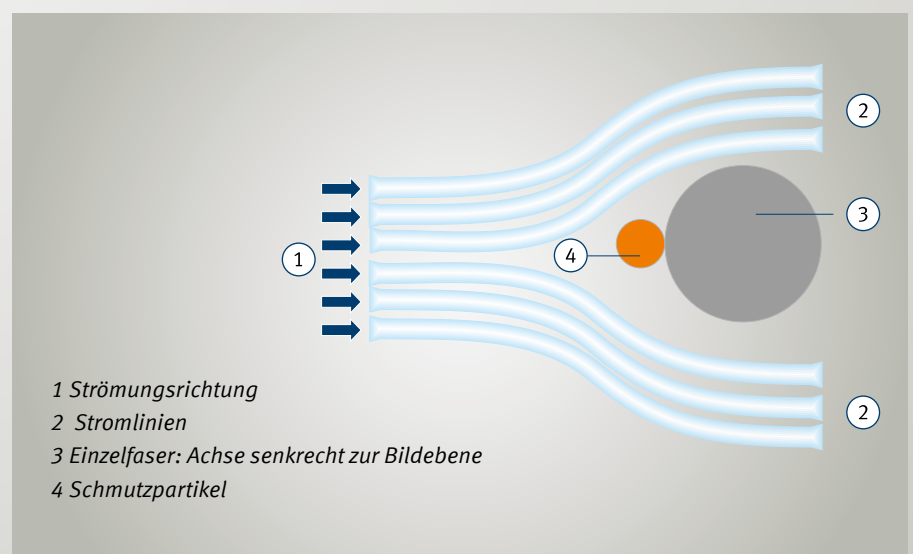 2
3
4
1
2
1 Strömungsrichtung
2 Stromlinien
3 Einzelfaser: Achse senkrecht zur Bildebene
4 Schmutzpartikel